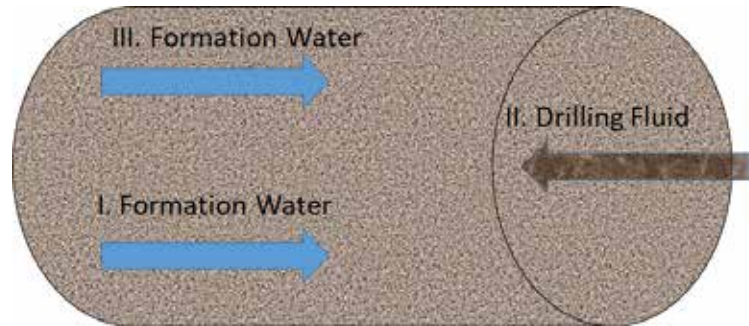 III. Formation Water
II. Drilling Fluid
I. Formation Water